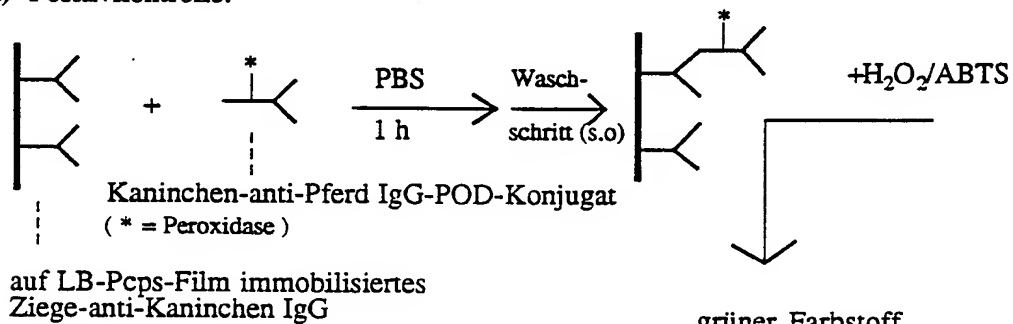 Positivkontrolle:
*
*
+
PBS
1 h
Wasch-
schritt (s.o)
+H₂O₂/ABTS
Kaninchen-anti-Pferd IgG-POD-Konjugat
( * = Peroxidase )
auf LB-Pcps-Film immobilisiertes
Ziege-anti-Kaninchen IgG
grüner Farbstoff